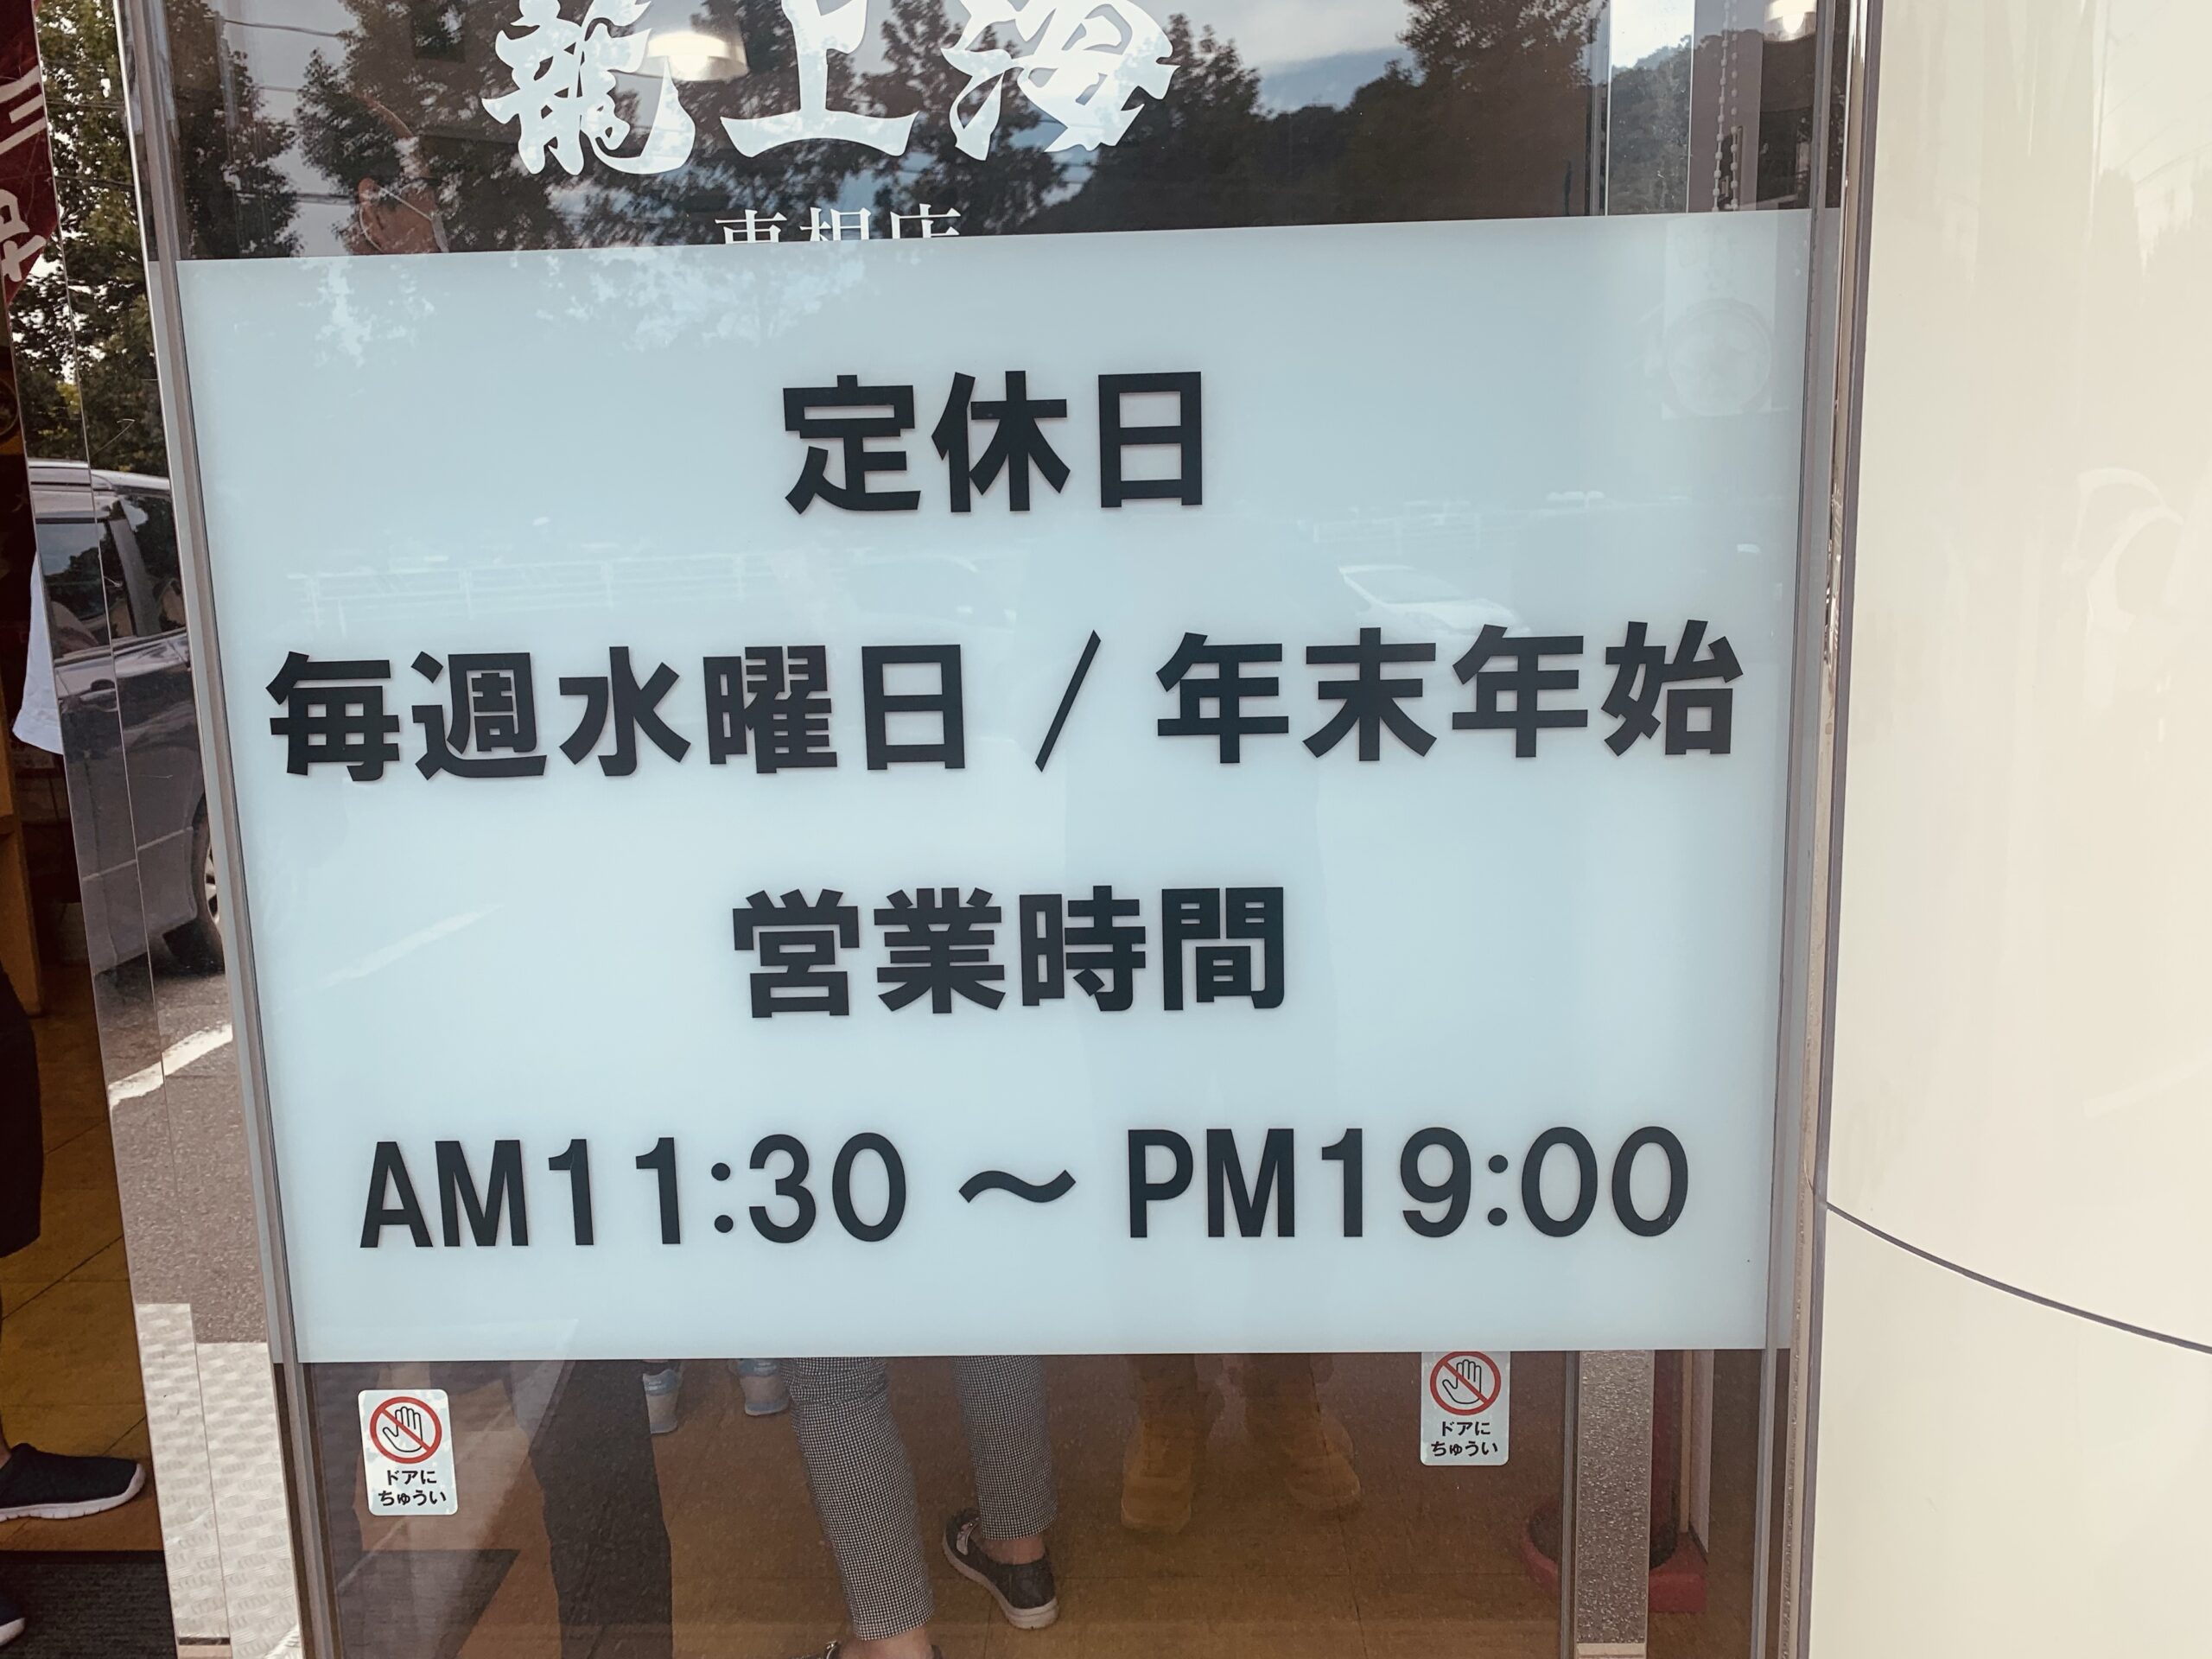 龍上海
定休日
毎週水曜日 / 年末年始
営業時間
AM11:30 ～ PM19:00
ドアに
ちゅうい
ドアに
ちゅうい